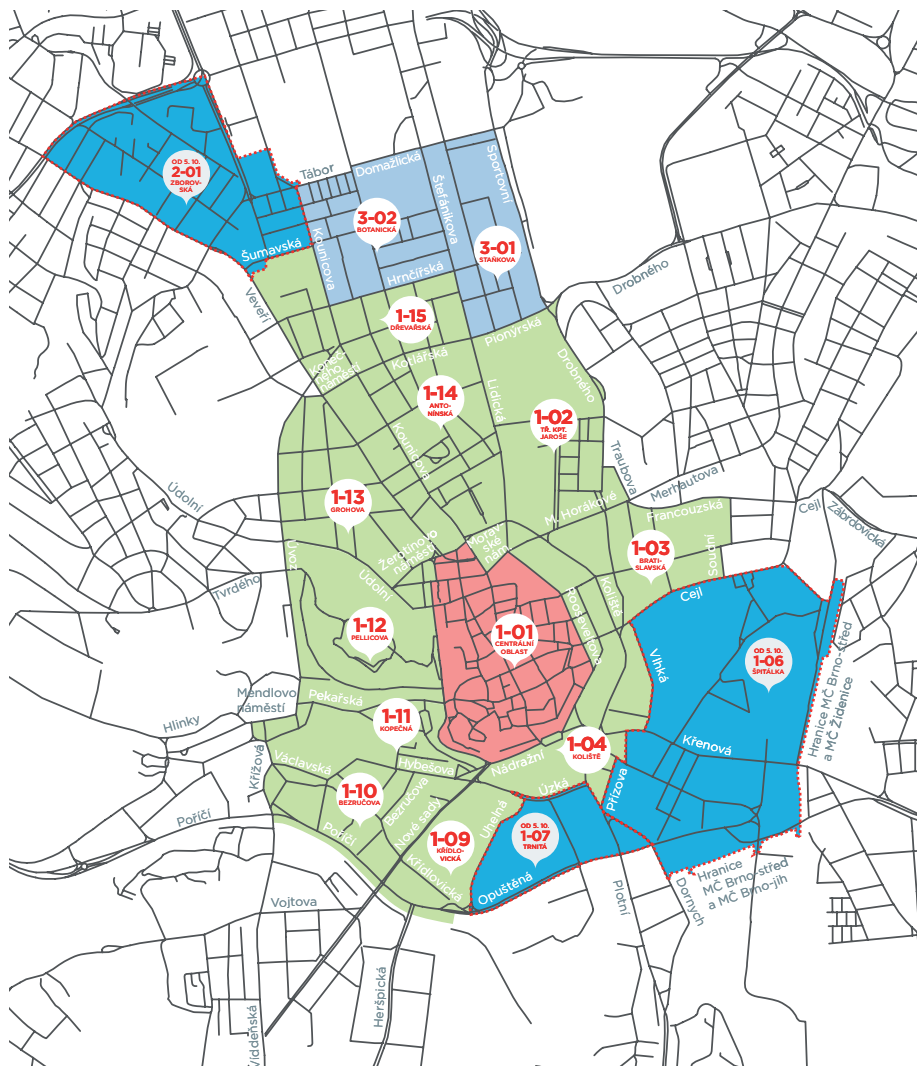 OD 5. 10.
2-01
ZBOROV-
SKÁ
Tábor
Domažlická
Sportovní
Štefánikova
3-02
BOTANICKÁ
3-01
STAŇKOVA
Šumavská
Kounicova
Hrnčířská
Veveří
Drobného
1-15
DŘEVAŘSKÁ
Pionýrská
Koneč-
ného
náměstí
Kotlářská
Drobného
1-14
ANTO-
NÍNSKÁ
Lidická
1-02
TŘ. KPT.
JAROŠE
Kounicova
Traubova
Merhautova
Údolní
1-13
GROHOVA
M. Horákové
Francouzská
Cejl
Zábrdovická
Žerotínovo
náměstí
Morav-
ské
nám.
1-03
BRATI-
SLAVSKÁ
Soudní
Úvoz
Tvrdého
Údolní
Koliště
Rooseveltova
Cejl
1-12
PELLICOVA
1-01
CENTRÁLNÍ
OBLAST
Vlhká
OD 5. 10.
1-06
ŠPITÁLKA
Hranice MČ Brno-střed
a MČ Židenice
Mendlovo
náměstí
Pekařská
Hlinky
1-11
KOPEČNÁ
Křížová
Václavská
Hybešova
Nádražní
1-04
KOLIŠTĚ
Křenová
1-10
BEZRUČOVA
Bezručova
Nové sady
Úzká
Přízova
Poříčí
Poříčí
Uhelná
OD 5. 10.
1-07
TRNITÁ
1-09
KŘÍDLO-
VICKÁ
Křídlovická
Opuštěná
Plotní
Dornych
Hranice
MČ Brno-střed
a MČ Brno-jih
Vojtova
Heršpická
Vídeňská